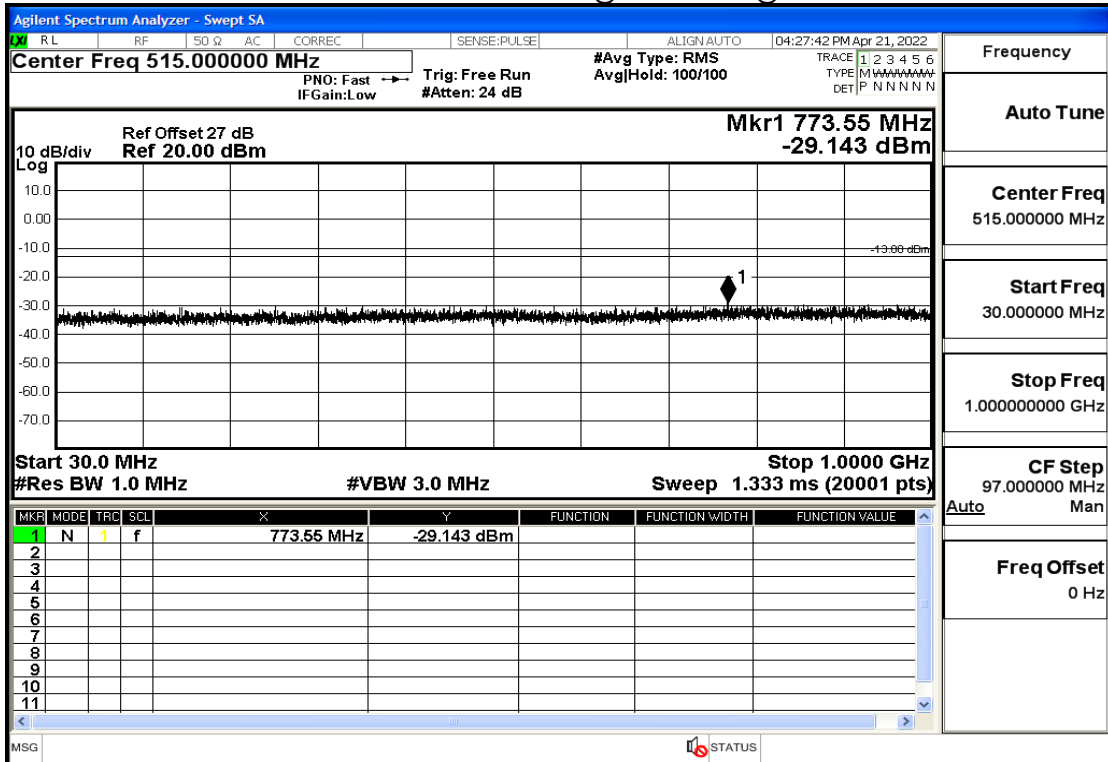 Agilent Spectrum Analyzer - Swept SA
LXI RL RF 50 Ω AC CORREC SENSE:PULSE ALIGN AUTO 04:27:42 PM Apr 21, 2022
Center Freq 515.000000 MHz
PNO: Fast
IFGain:Low
Trig: Free Run
#Atten: 24 dB
#Avg Type: RMS
Avg|Hold: 100/100
TRACE 1 2 3 4 5 6
TYPE M WWWWW
DET P N N N N N
Ref Offset 27 dB
10 dB/div Ref 20.00 dBm
Log
Mkr1 773.55 MHz
-29.143 dBm
10.0
0.00
-10.0
-13.00 dBm
-20.0
1
-30.0
-40.0
-50.0
-60.0
-70.0
Start 30.0 MHz Stop 1.0000 GHz
#Res BW 1.0 MHz #VBW 3.0 MHz Sweep 1.333 ms (20001 pts)
MKR MODE TRC SCL X Y FUNCTION FUNCTION WIDTH FUNCTION VALUE
1 N 1 f 773.55 MHz -29.143 dBm
2
3
4
5
6
7
8
9
10
11
MSG STATUS
Frequency
Auto Tune
Center Freq
515.000000 MHz
Start Freq
30.000000 MHz
Stop Freq
1.000000000 GHz
CF Step
97.000000 MHz
Auto Man
Freq Offset
0 Hz